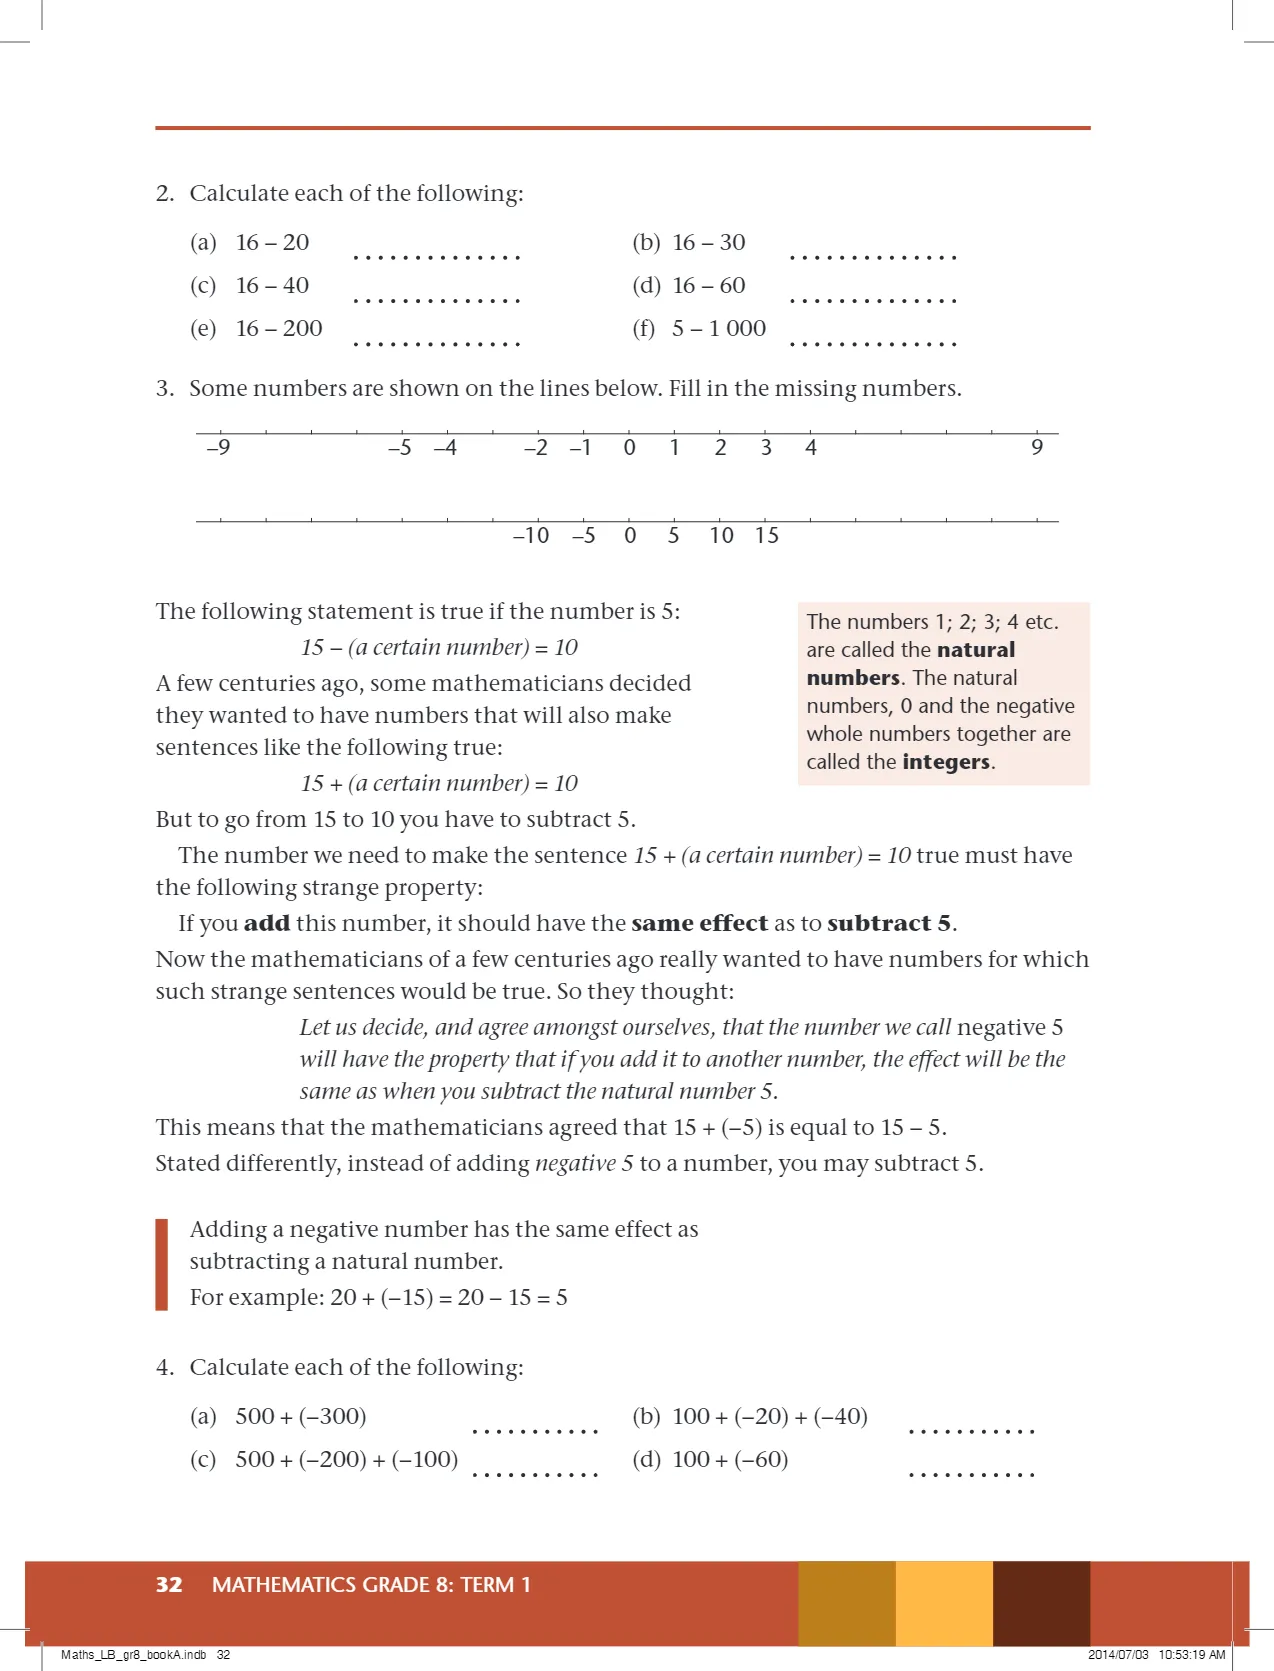 2. Calculate each of the following:
(a) 16 – 20 .............. (b) 16 – 30 ..............
(c) 16 – 40 .............. (d) 16 – 60 ..............
(e) 16 – 200 .............. (f) 5 – 1 000 ..............
3. Some numbers are shown on the lines below. Fill in the missing numbers.
–9 –5 –4 –2 –1 0 1 2 3 4 9
–10 –5 0 5 10 15
The following statement is true if the number is 5:
15 – (a certain number) = 10
A few centuries ago, some mathematicians decided
they wanted to have numbers that will also make
sentences like the following true:
15 + (a certain number) = 10
The numbers 1; 2; 3; 4 etc.
are called the natural
numbers. The natural
numbers, 0 and the negative
whole numbers together are
called the integers.
But to go from 15 to 10 you have to subtract 5.
The number we need to make the sentence 15 + (a certain number) = 10 true must have
the following strange property:
If you add this number, it should have the same effect as to subtract 5.
Now the mathematicians of a few centuries ago really wanted to have numbers for which
such strange sentences would be true. So they thought:
Let us decide, and agree amongst ourselves, that the number we call negative 5
will have the property that if you add it to another number, the effect will be the
same as when you subtract the natural number 5.
This means that the mathematicians agreed that 15 + (–5) is equal to 15 – 5.
Stated differently, instead of adding negative 5 to a number, you may subtract 5.
Adding a negative number has the same effect as
subtracting a natural number.
For example: 20 + (–15) = 20 – 15 = 5
4. Calculate each of the following:
(a) 500 + (–300) ........... (b) 100 + (–20) + (–40) ...........
(c) 500 + (–200) + (–100) ........... (d) 100 + (–60) ...........
32 MATHEMATICS GRADE 8: TERM 1
Maths_LB_gr8_bookA.indb 32 2014/07/03 10:53:19 AM